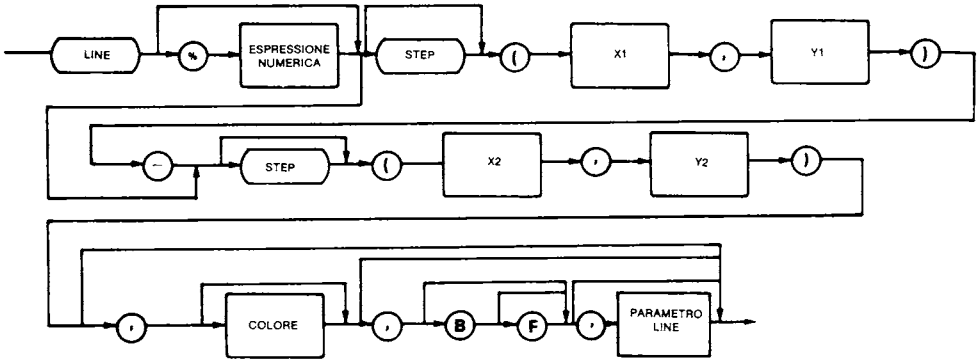 LINE % ESPRESSIONE NUMERICA STEP ( X1 , Y1 )
− STEP ( X2 , Y2 )
, COLORE , B F , PARAMETRO LINE